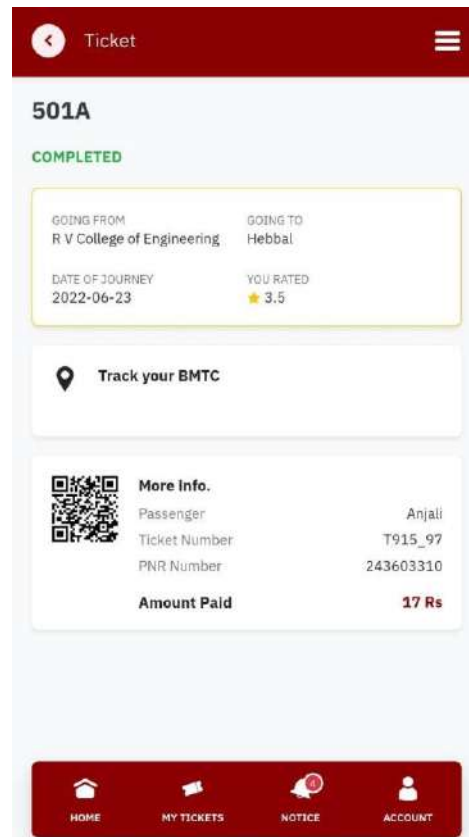 Ticket
501A
COMPLETED
GOING FROM GOING TO
R V College of Engineering Hebbal
DATE OF JOURNEY YOU RATED
2022-06-23 3.5
Track your BMTC
More Info.
Passenger Anjali
Ticket Number T915_97
PNR Number 243603310
Amount Paid 17 Rs
4
HOME MY TICKETS NOTICE ACCOUNT